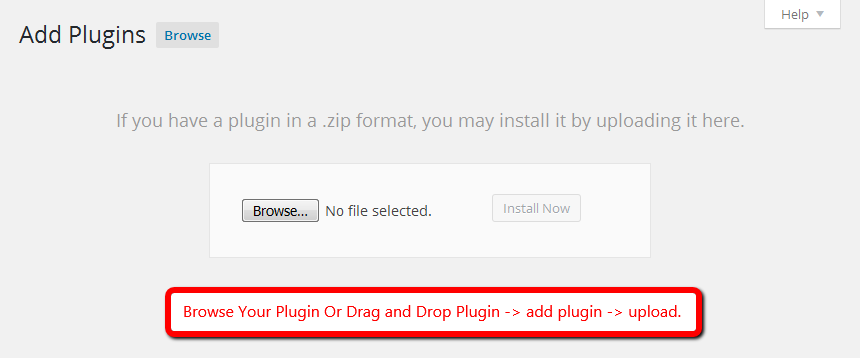 Help
Add Plugins Browse
If you have a plugin in a .zip format, you may install it by uploading it here.
Browse... No file selected. Install Now
Browse Your Plugin Or Drag and Drop Plugin -> add plugin -> upload.